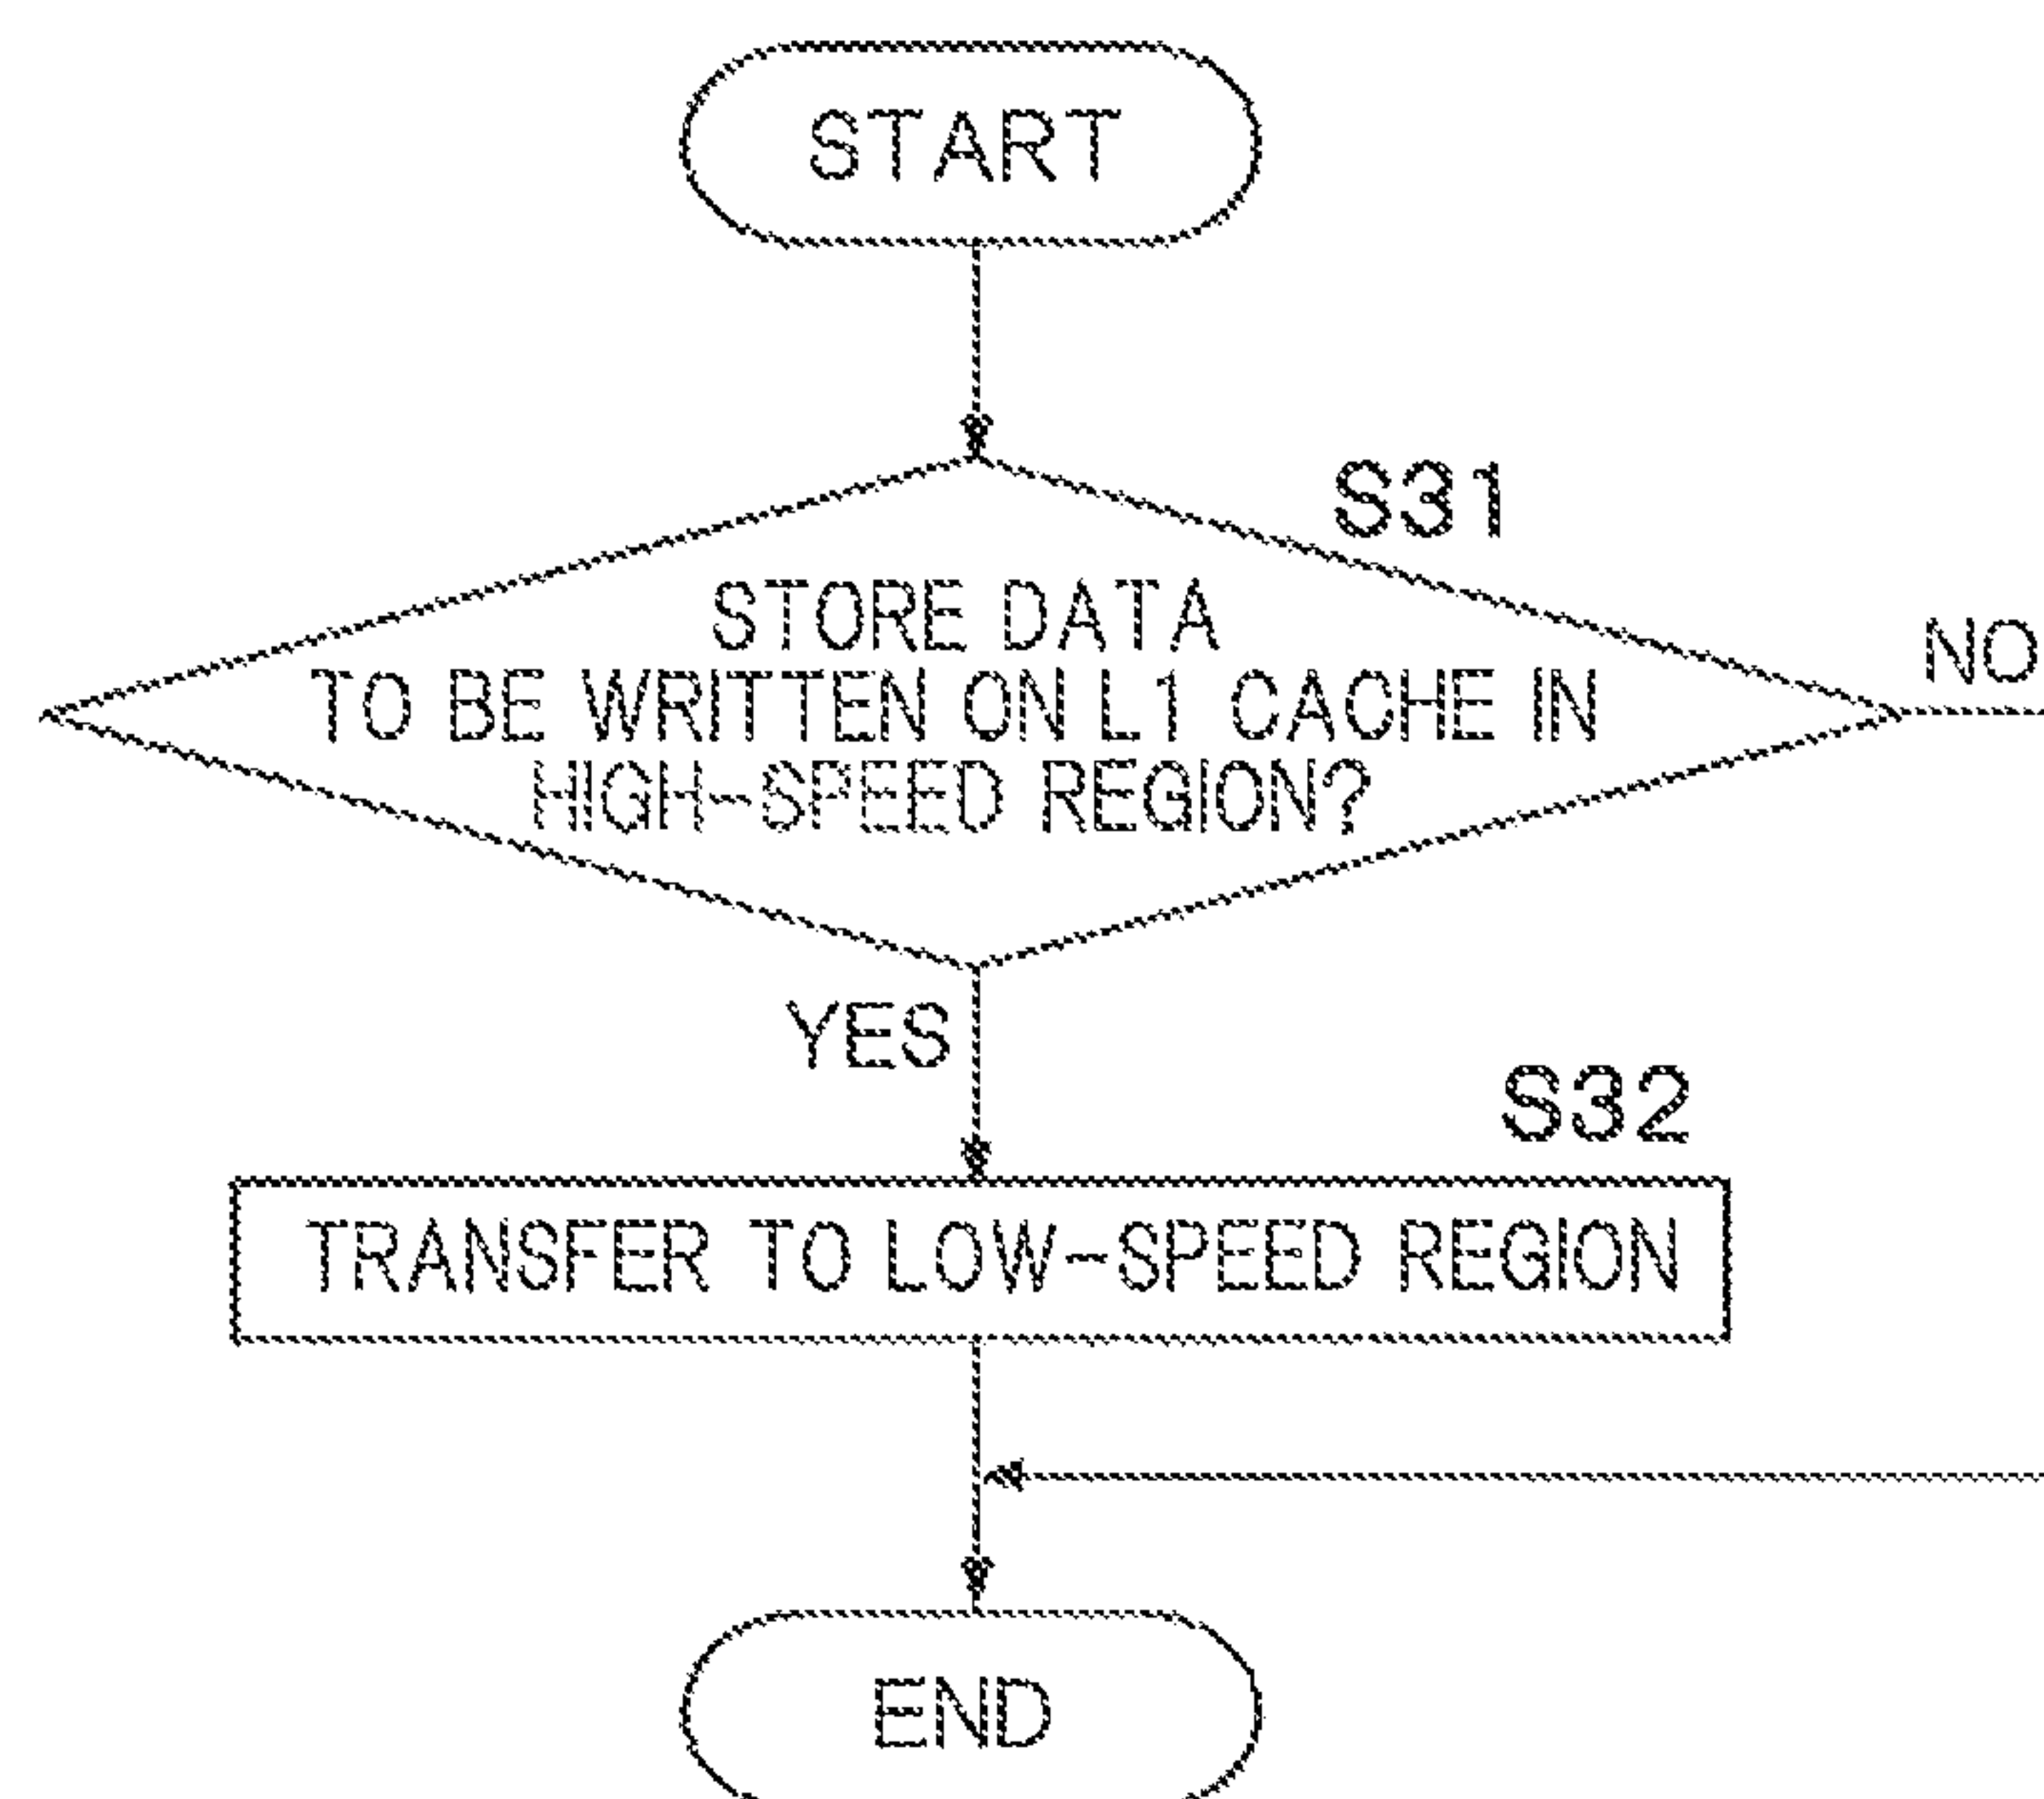 START
S31
STORE DATA
TO BE WRITTEN ON L1 CACHE IN
HIGH-SPEED REGION?
NO
YES
S32
TRANSFER TO LOW-SPEED REGION
END